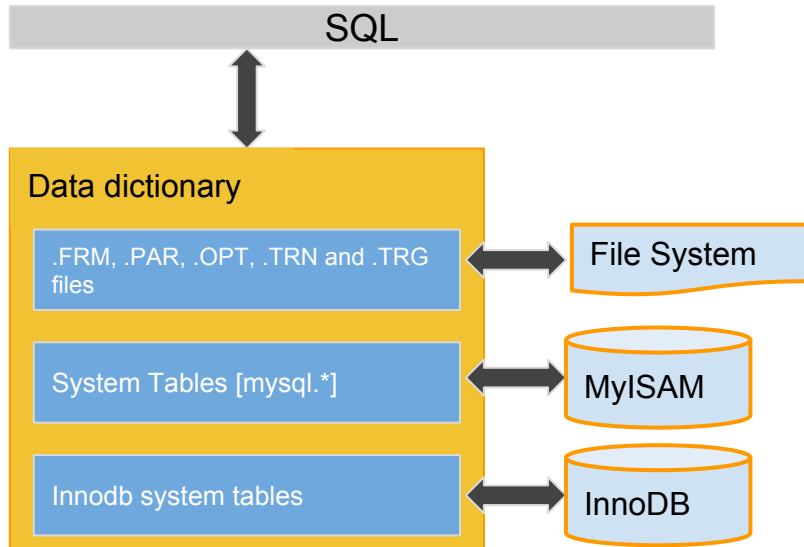 SQL
Data dictionary
.FRM, .PAR, .OPT, .TRN and .TRG
files
File System
System Tables [mysql.*]
MyISAM
Innodb system tables
InnoDB